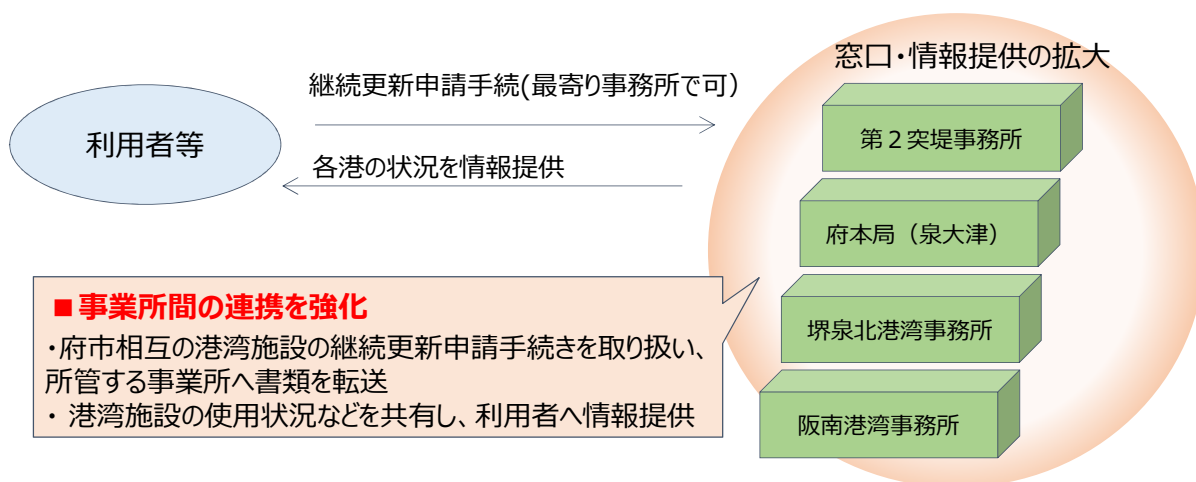 窓口・情報提供の拡大
継続更新申請手続(最寄り事務所で可)
利用者等
各港の状況を情報提供
第２突堤事務所
府本局（泉大津）
堺泉北港湾事務所
阪南港湾事務所
■事業所間の連携を強化
・府市相互の港湾施設の継続更新申請手続きを取り扱い、
所管する事業所へ書類を転送
・ 港湾施設の使用状況などを共有し、利用者へ情報提供